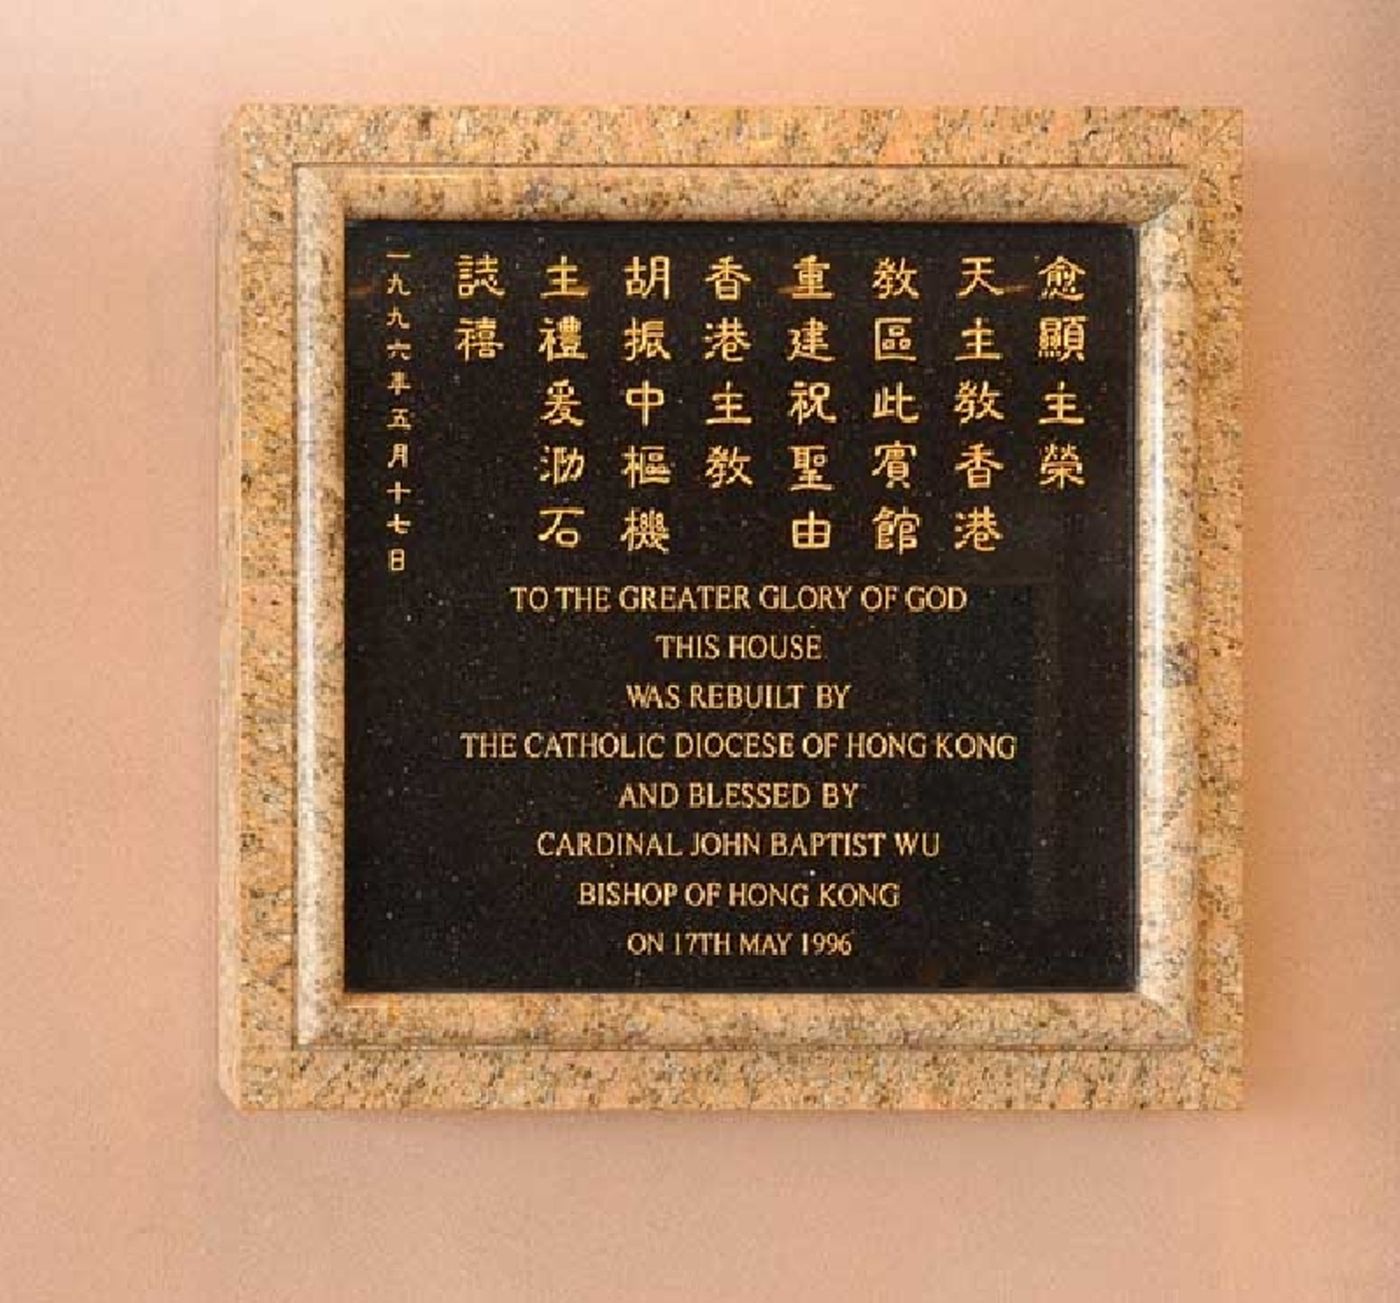 愈顯主榮
天主教香港
教區此賓館
重建祝聖由
香港主教
胡振中樞機
主禮爰泐石
誌禧
一九九六年五月十七日
TO THE GREATER GLORY OF GOD
THIS HOUSE
WAS REBUILT BY
THE CATHOLIC DIOCESE OF HONG KONG
AND BLESSED BY
CARDINAL JOHN BAPTIST WU
BISHOP OF HONG KONG
ON 17TH MAY 1996